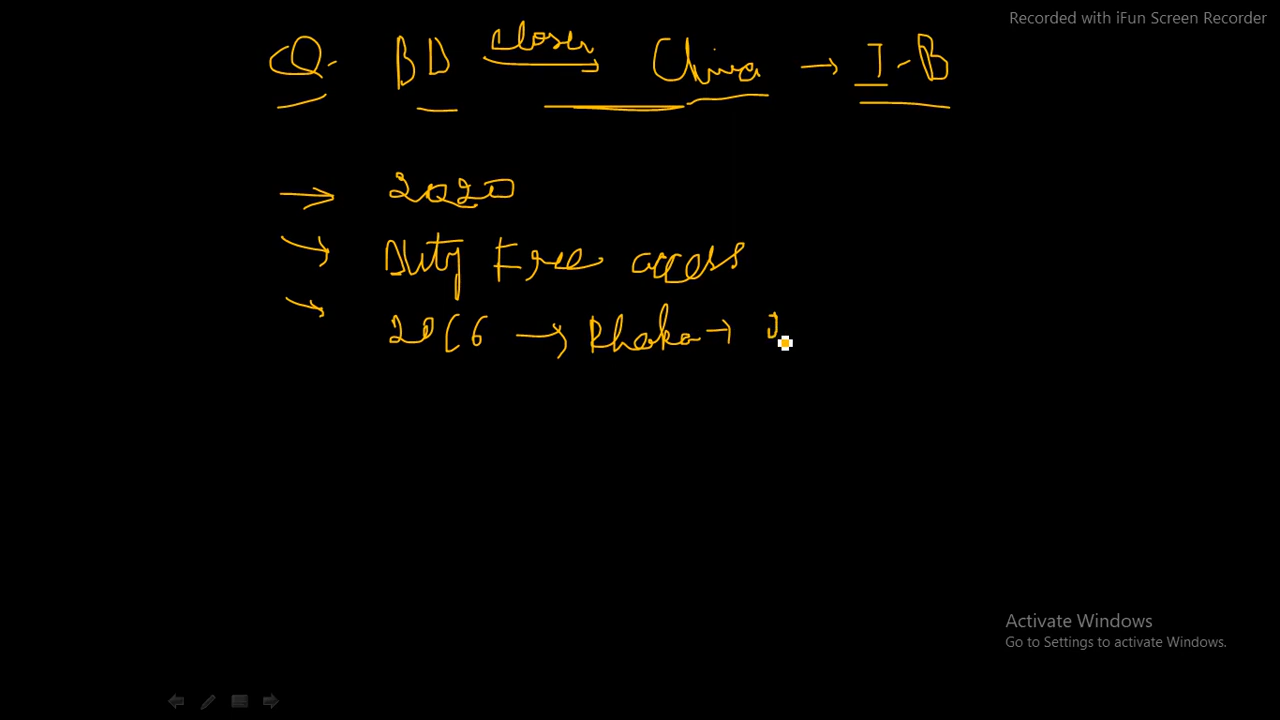 Recorded with iFun Screen Recorder
Q. BD closer China → I-B
→ 2020
→ Duty Free access
→ 2016 → Dhaka →
Activate Windows
Go to Settings to activate Windows.